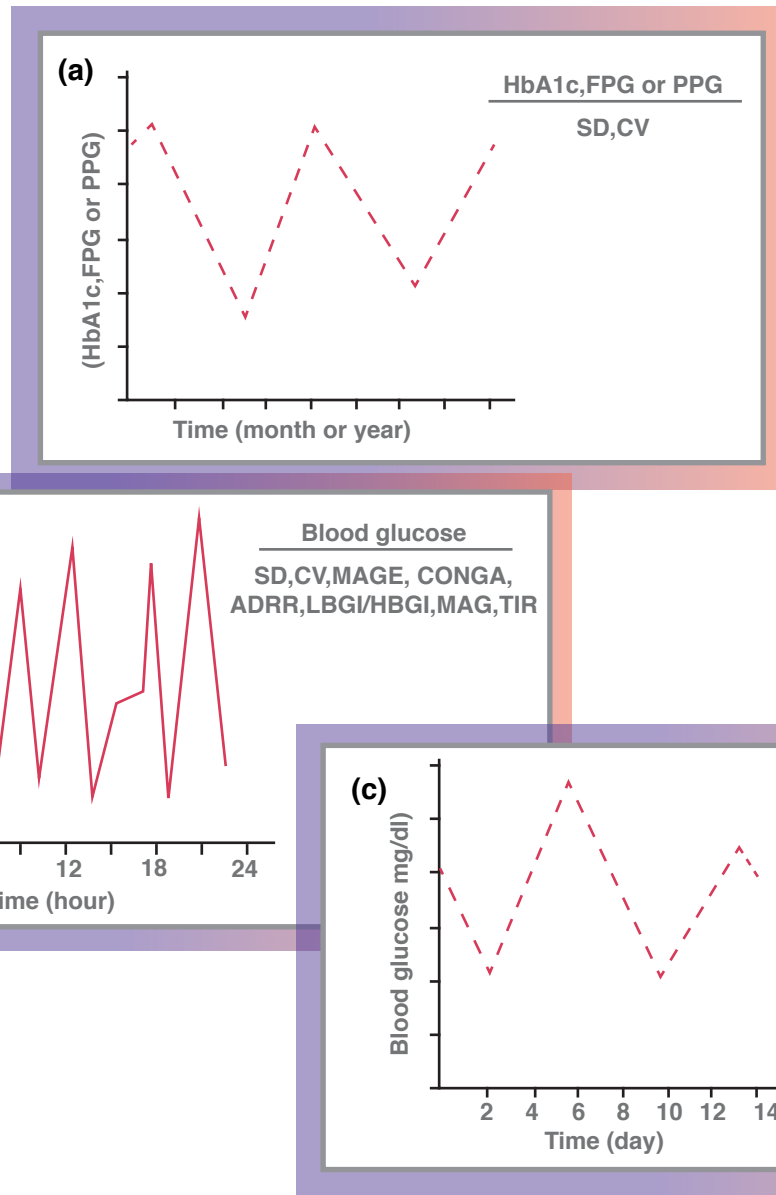 (a)
HbA1c,FPG or PPG
SD,CV
(HbA1c,FPG or PPG)
Time (month or year)
Blood glucose
SD,CV,MAGE, CONGA,
ADRR,LBGI/HBGI,MAG,TIR
12 18 24
ime (hour)
(c)
Blood glucose mg/dl)
2 4 6 8 10 12 14
Time (day)